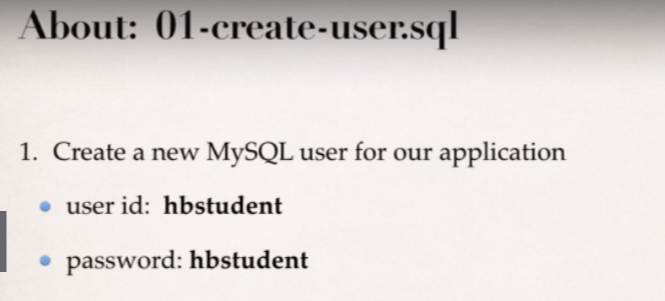 About: 01-create-user.sql
1. Create a new MySQL user for our application
• user id: hbstudent
• password: hbstudent